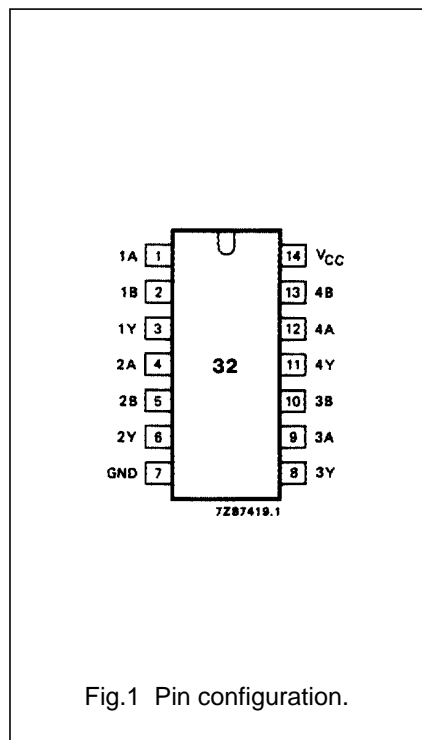 1A 1 14 VCC
1B 2 13 4B
1Y 3 12 4A
2A 4 32 11 4Y
2B 5 10 3B
2Y 6 9 3A
GND 7 8 3Y
7Z87419.1
Fig.1 Pin configuration.